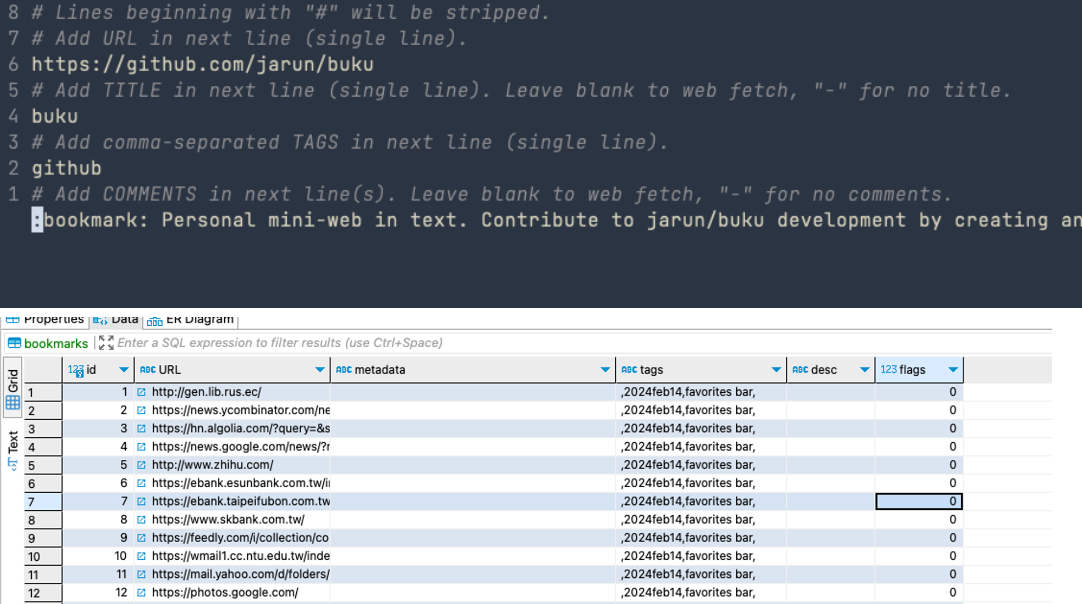 8 # Lines beginning with "#" will be stripped.
7 # Add URL in next line (single line).
6 https://github.com/jarun/buku
5 # Add TITLE in next line (single line). Leave blank to web fetch, "-" for no title.
4 buku
3 # Add comma-separated TAGS in next line (single line).
2 github
1 # Add COMMENTS in next line(s). Leave blank to web fetch, "-" for no comments.
:bookmark: Personal mini-web in text. Contribute to jarun/buku development by creating an
Properties Data ER Diagram
bookmarks Enter a SQL expression to filter results (use Ctrl+Space)
Grid
Text
123 id ABC URL ABC metadata ABC tags ABC desc 123 flags
1 1 http://gen.lib.rus.ec/ ,2024feb14,favorites bar, 0
2 2 https://news.ycombinator.com/ne ,2024feb14,favorites bar, 0
3 3 https://hn.algolia.com/?query=&s ,2024feb14,favorites bar, 0
4 4 https://news.google.com/news/?r ,2024feb14,favorites bar, 0
5 5 http://www.zhihu.com/ ,2024feb14,favorites bar, 0
6 6 https://ebank.esunbank.com.tw/i ,2024feb14,favorites bar, 0
7 7 https://ebank.taipeifubon.com.tw ,2024feb14,favorites bar, 0
8 8 https://www.skbank.com.tw/ ,2024feb14,favorites bar, 0
9 9 https://feedly.com/i/collection/co ,2024feb14,favorites bar, 0
10 10 https://wmail1.cc.ntu.edu.tw/inde ,2024feb14,favorites bar, 0
11 11 https://mail.yahoo.com/d/folders/ ,2024feb14,favorites bar, 0
12 12 https://photos.google.com/ ,2024feb14,favorites bar, 0